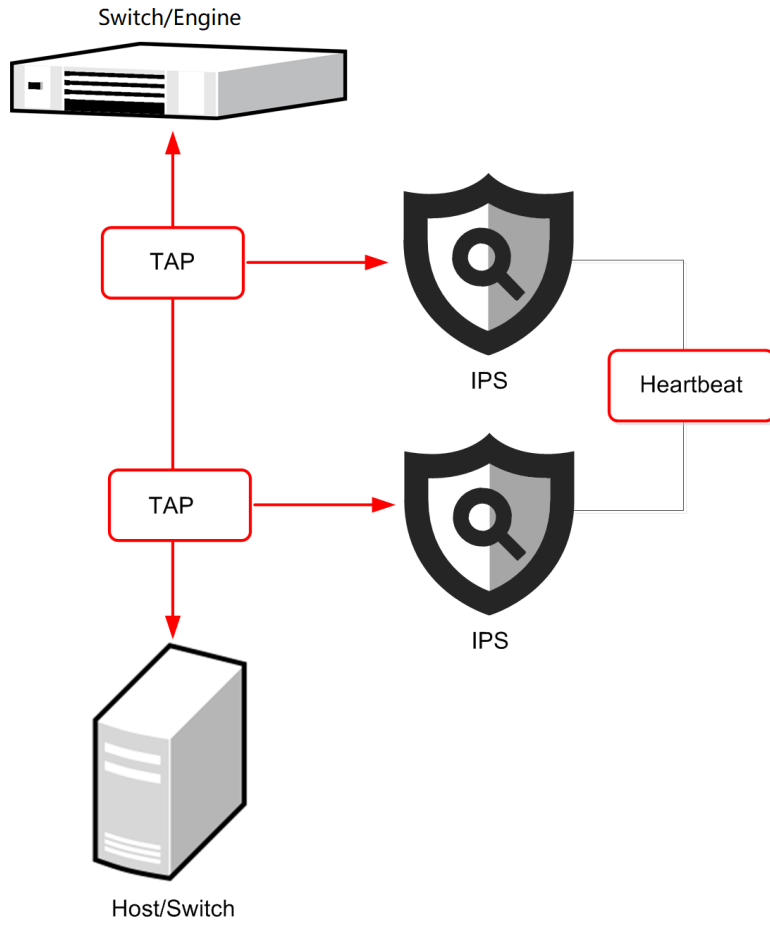 Switch/Engine
TAP
IPS
Heartbeat
TAP
IPS
Host/Switch